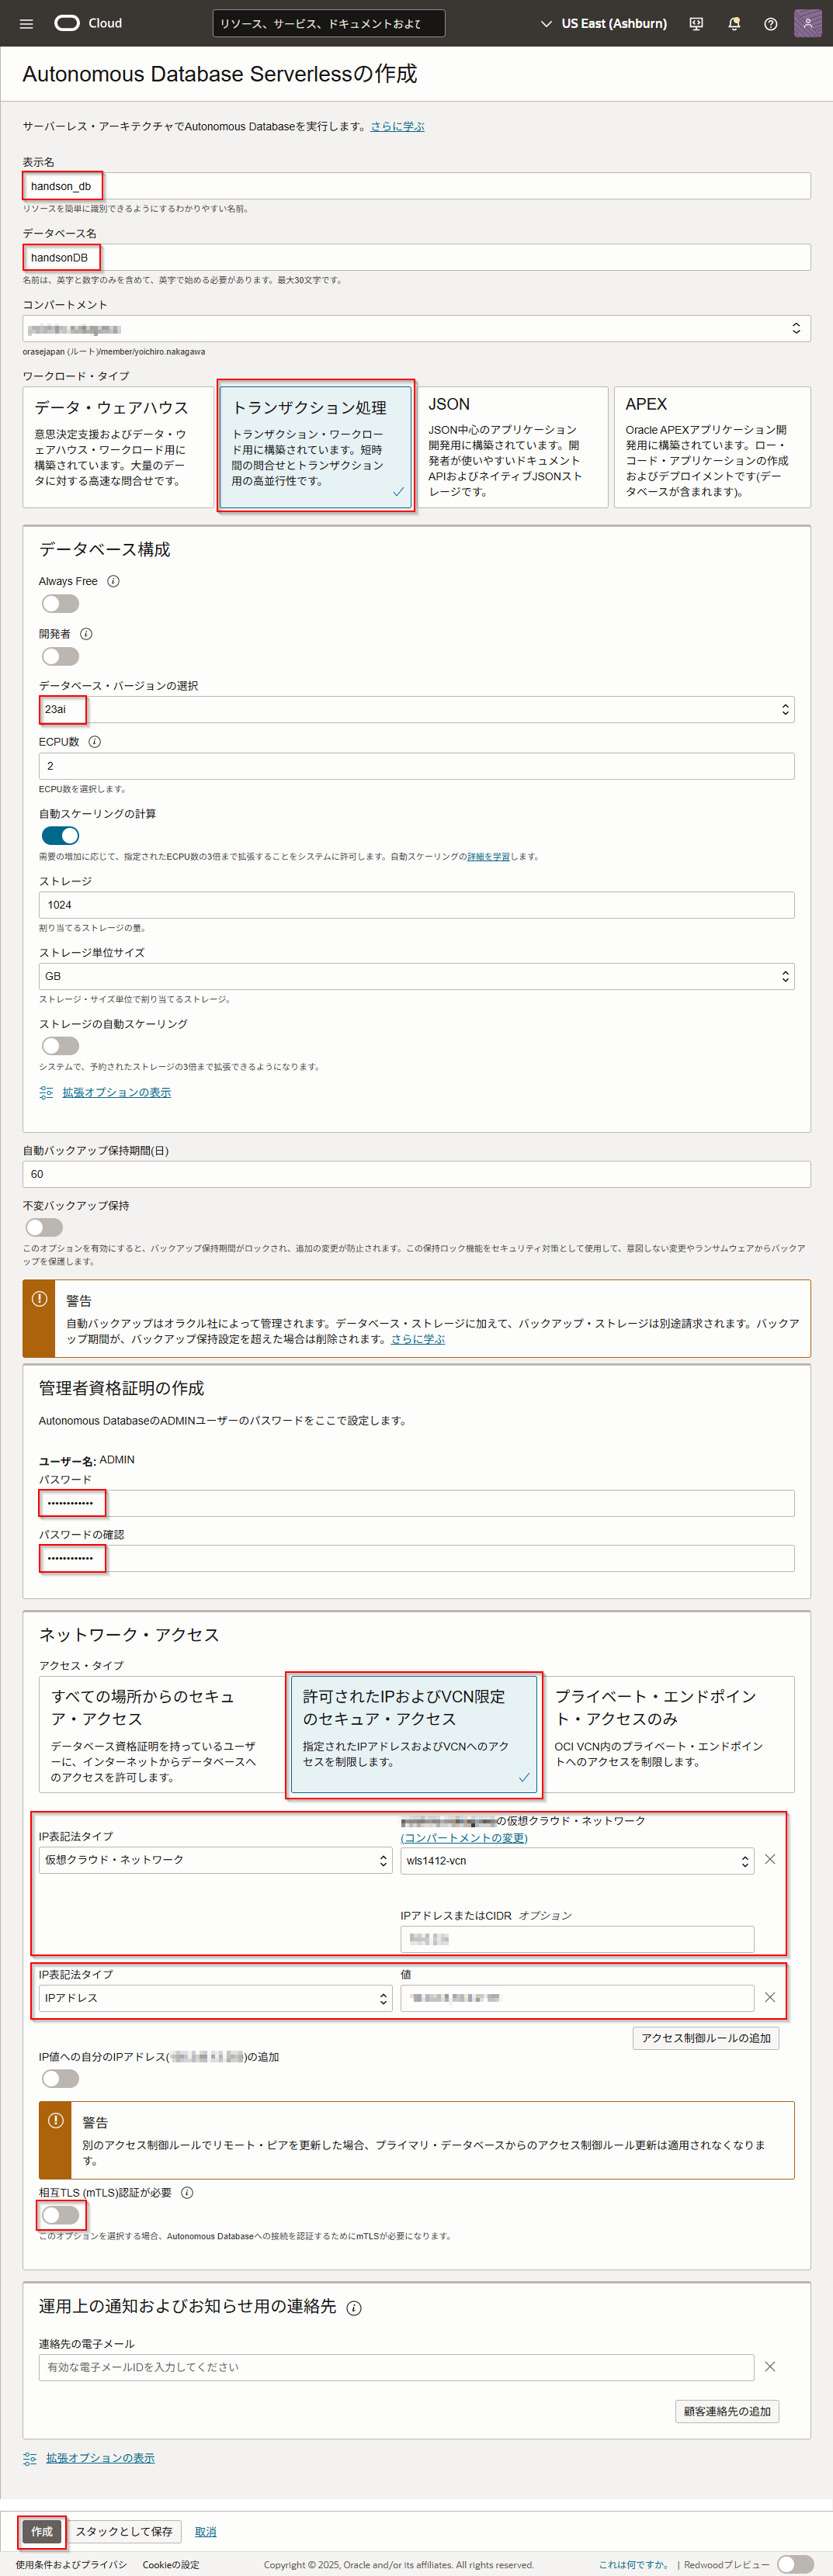 Cloud
リソース、サービス、ドキュメントおよび
US East (Ashburn)
Autonomous Database Serverlessの作成
サーバーレス・アーキテクチャでAutonomous Databaseを実行します。さらに学ぶ
表示名
handson_db
リソースを簡単に識別できるようにするわかりやすい名前。
データベース名
handsonDB
名前は、英字と数字のみを含めて、英字で始める必要があります。最大30文字です。
コンパートメント
orasejapan (ルート)/member/yoichiro.nakagawa
ワークロード・タイプ
データ・ウェアハウス
意思決定支援およびデータ・ウ
ェアハウス・ワークロード用に
構築されています。大量のデー
タに対する高速な問合せです。
トランザクション処理
トランザクション・ワークロー
ド用に構築されています。短時
間の問合せとトランザクション
用の高並行性です。
JSON
JSON中心のアプリケーション
開発用に構築されています。開
発者が使いやすいドキュメント
APIおよびネイティブJSONスト
レージです。
APEX
Oracle APEXアプリケーション開
発用に構築されています。ロー・
コード・アプリケーションの作成
およびデプロイメントです(デー
タベースが含まれます)。
データベース構成
Always Free
開発者
データベース・バージョンの選択
23ai
ECPU数
2
ECPU数を選択します。
自動スケーリングの計算
需要の増加に応じて、指定されたECPU数の3倍まで拡張することをシステムに許可します。自動スケーリングの詳細を学習します。
ストレージ
1024
割り当てるストレージの量。
ストレージ単位サイズ
GB
ストレージ・サイズ単位で割り当てるストレージ。
ストレージの自動スケーリング
システムで、予約されたストレージの3倍まで拡張できるようになります。
拡張オプションの表示
自動バックアップ保持期間(日)
60
不変バックアップ保持
このオプションを有効にすると、バックアップ保持期間がロックされ、追加の変更が防止されます。この保持ロック機能をセキュリティ対策として使用して、意図しない変更やランサムウェアからバックア
ップを保護します。
警告
自動バックアップはオラクル社によって管理されます。データベース・ストレージに加えて、バックアップ・ストレージは別途請求されます。バックア
ップ期間が、バックアップ保持設定を超えた場合は削除されます。さらに学ぶ
管理者資格証明の作成
Autonomous DatabaseのADMINユーザーのパスワードをここで設定します。
ユーザー名: ADMIN
パスワード
••••••••••••
パスワードの確認
••••••••••••
ネットワーク・アクセス
アクセス・タイプ
すべての場所からのセキュ
ア・アクセス
データベース資格証明を持っているユーザ
ーに、インターネットからデータベースへ
のアクセスを許可します。
許可されたIPおよびVCN限定
のセキュア・アクセス
指定されたIPアドレスおよびVCNへのアク
セスを制限します。
プライベート・エンドポイン
ト・アクセスのみ
OCI VCN内のプライベート・エンドポイン
トへのアクセスを制限します。
の仮想クラウド・ネットワーク
IP表記法タイプ
(コンパートメントの変更)
仮想クラウド・ネットワーク
wls1412-vcn
IPアドレスまたはCIDR オプション
IP表記法タイプ
値
IPアドレス
アクセス制御ルールの追加
IP値への自分のIPアドレス( )の追加
警告
別のアクセス制御ルールでリモート・ピアを更新した場合、プライマリ・データベースからのアクセス制御ルール更新は適用されなくなりま
す。
相互TLS (mTLS)認証が必要
このオプションを選択する場合、Autonomous Databaseへの接続を認証するためにmTLSが必要になります。
運用上の通知およびお知らせ用の連絡先
連絡先の電子メール
有効な電子メールIDを入力してください
顧客連絡先の追加
拡張オプションの表示
作成
スタックとして保存
取消
使用条件およびプライバシ
Cookieの設定
Copyright © 2025, Oracle and/or its affiliates. All rights reserved.
これは何ですか。 | Redwoodプレビュー